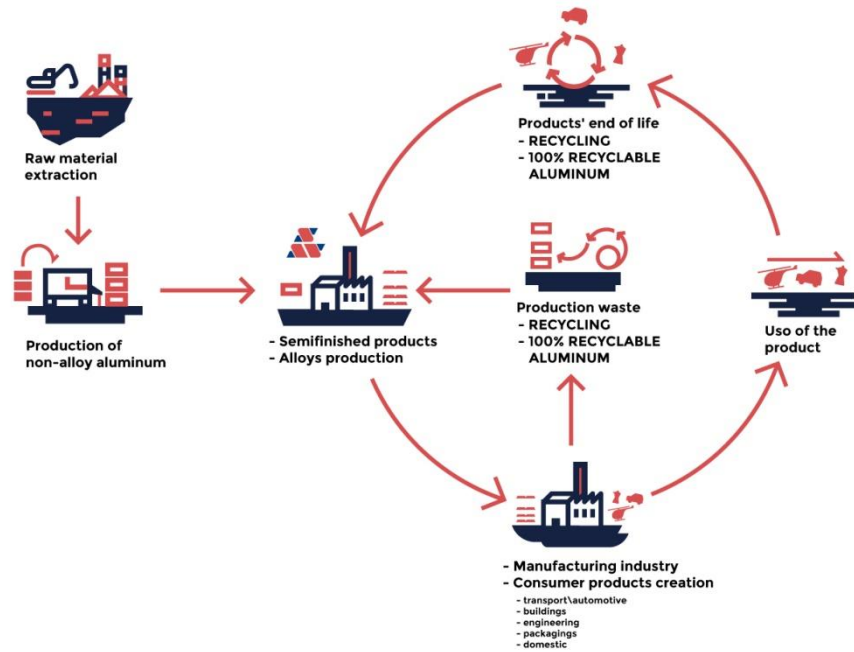 Raw material
extraction
Production of
non-alloy aluminum
- Semifinished products
- Alloys production
Products' end of life
- RECYCLING
- 100% RECYCLABLE
ALUMINUM
Production waste
- RECYCLING
- 100% RECYCLABLE
ALUMINUM
Uso of the
product
- Manufacturing industry
- Consumer products creation
- transport\automotive
- buildings
- engineering
- packagings
- domestic